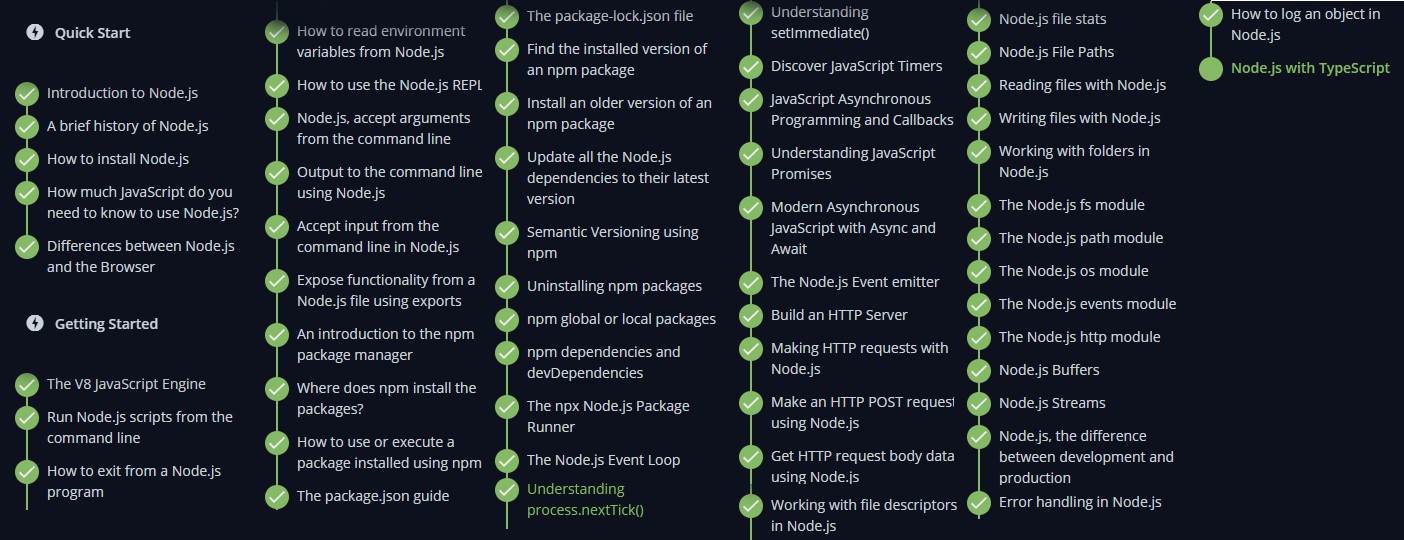 Quick Start
Introduction to Node.js
A brief history of Node.js
How to install Node.js
How much JavaScript do you
need to know to use Node.js?
Differences between Node.js
and the Browser
Getting Started
The V8 JavaScript Engine
Run Node.js scripts from the
command line
How to exit from a Node.js
program
How to read environment
variables from Node.js
How to use the Node.js REPL
Node.js, accept arguments
from the command line
Output to the command line
using Node.js
Accept input from the
command line in Node.js
Expose functionality from a
Node.js file using exports
An introduction to the npm
package manager
Where does npm install the
packages?
How to use or execute a
package installed using npm
The package.json guide
The package-lock.json file
Find the installed version of
an npm package
Install an older version of an
npm package
Update all the Node.js
dependencies to their latest
version
Semantic Versioning using
npm
Uninstalling npm packages
npm global or local packages
npm dependencies and
devDependencies
The npx Node.js Package
Runner
The Node.js Event Loop
Understanding
process.nextTick()
Understanding
setImmediate()
Discover JavaScript Timers
JavaScript Asynchronous
Programming and Callbacks
Understanding JavaScript
Promises
Modern Asynchronous
JavaScript with Async and
Await
The Node.js Event emitter
Build an HTTP Server
Making HTTP requests with
Node.js
Make an HTTP POST request
using Node.js
Get HTTP request body data
using Node.js
Working with file descriptors
in Node.js
Node.js file stats
Node.js File Paths
Reading files with Node.js
Writing files with Node.js
Working with folders in
Node.js
The Node.js fs module
The Node.js path module
The Node.js os module
The Node.js events module
The Node.js http module
Node.js Buffers
Node.js Streams
Node.js, the difference
between development and
production
Error handling in Node.js
How to log an object in
Node.js
Node.js with TypeScript